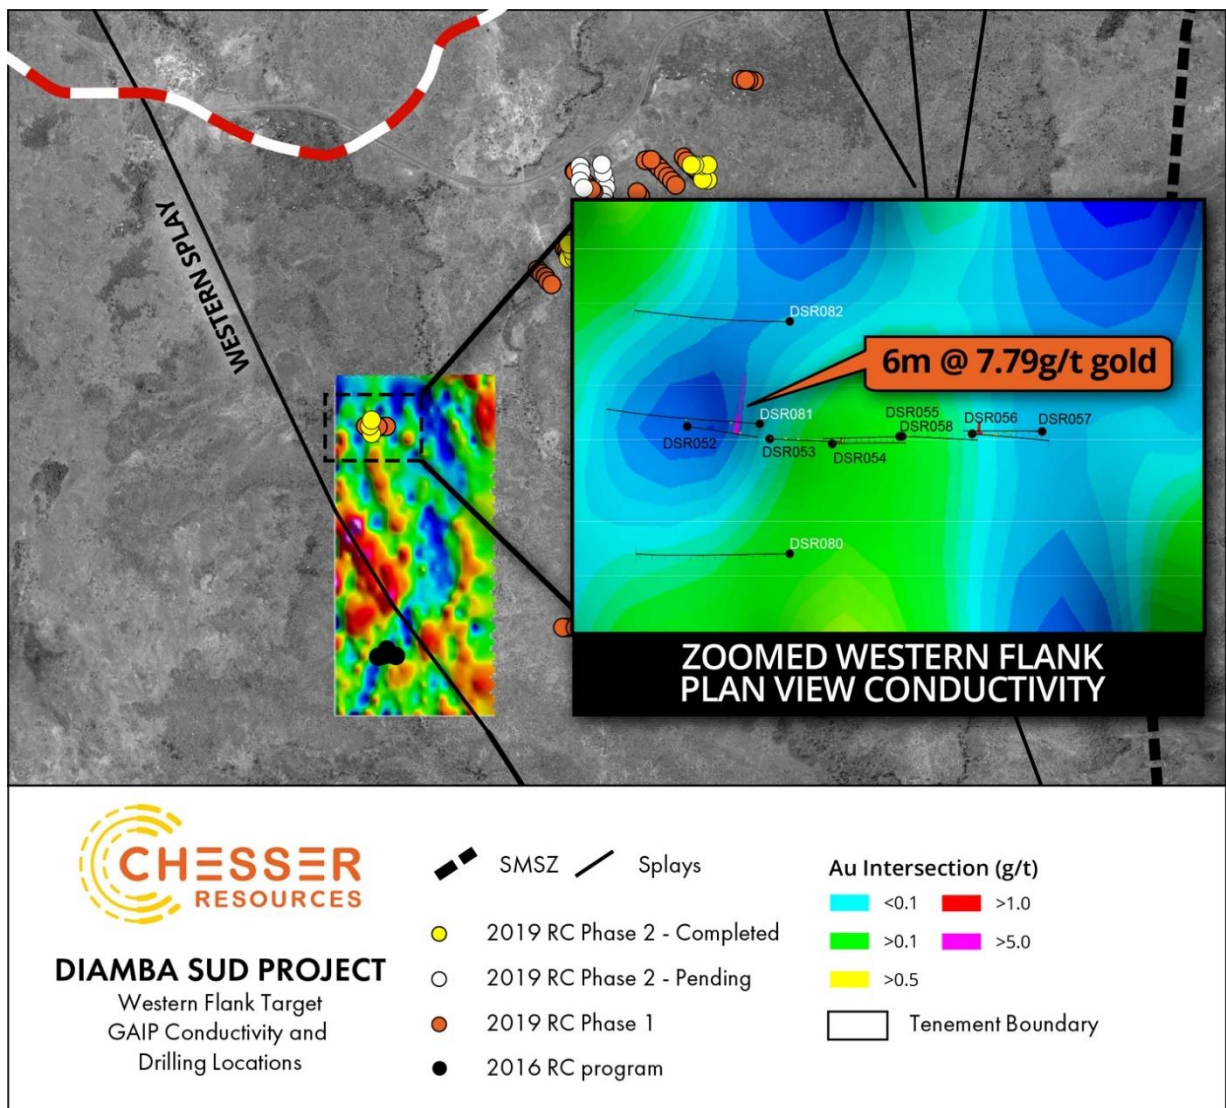 WESTERN SPLAY
DSR082
6m @ 7.79g/t gold
DSR081
DSR052
DSR053
DSR054
DSR055
DSR058
DSR056
DSR057
DSR080
ZOOMED WESTERN FLANK
PLAN VIEW CONDUCTIVITY
CHESSER
RESOURCES
DIAMBA SUD PROJECT
Western Flank Target
GAIP Conductivity and
Drilling Locations
SMSZ
Splays
2019 RC Phase 2 - Completed
2019 RC Phase 2 - Pending
2019 RC Phase 1
2016 RC program
Au Intersection (g/t)
<0.1 >1.0
>0.1 >5.0
>0.5
Tenement Boundary